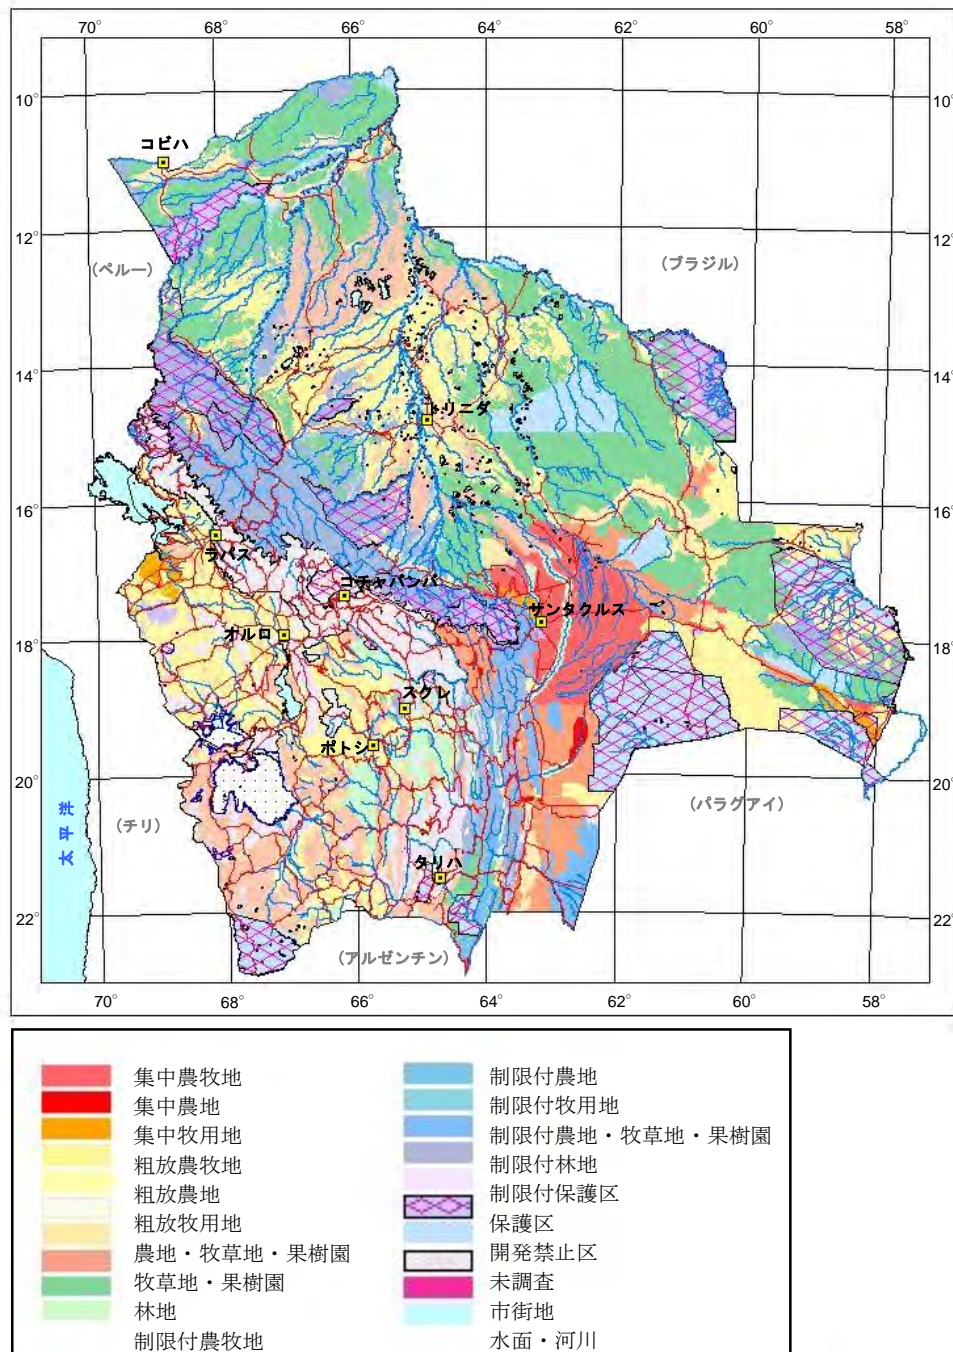 70° 68° 66° 64° 62° 60° 58°
10° 10°
コビハ
12° 12°
(ペルー) (ブラジル)
14° 14°
トリニダ
16° 16°
ラパス
コチャバンバ
サンタクルス
オルロ
18° 18°
スクレ
ポトシ
20° 20°
(パラグアイ)
(チリ)
太平洋
タリハ
22° 22°
(アルゼンチン)
70° 68° 66° 64° 62° 60° 58°
集中農牧地
集中農地
集中牧用地
粗放農牧地
粗放農地
粗放牧用地
農地・牧草地・果樹園
牧草地・果樹園
林地
制限付農牧地
制限付農地
制限付牧用地
制限付農地・牧草地・果樹園
制限付林地
制限付保護区
保護区
開発禁止区
未調査
市街地
水面・河川